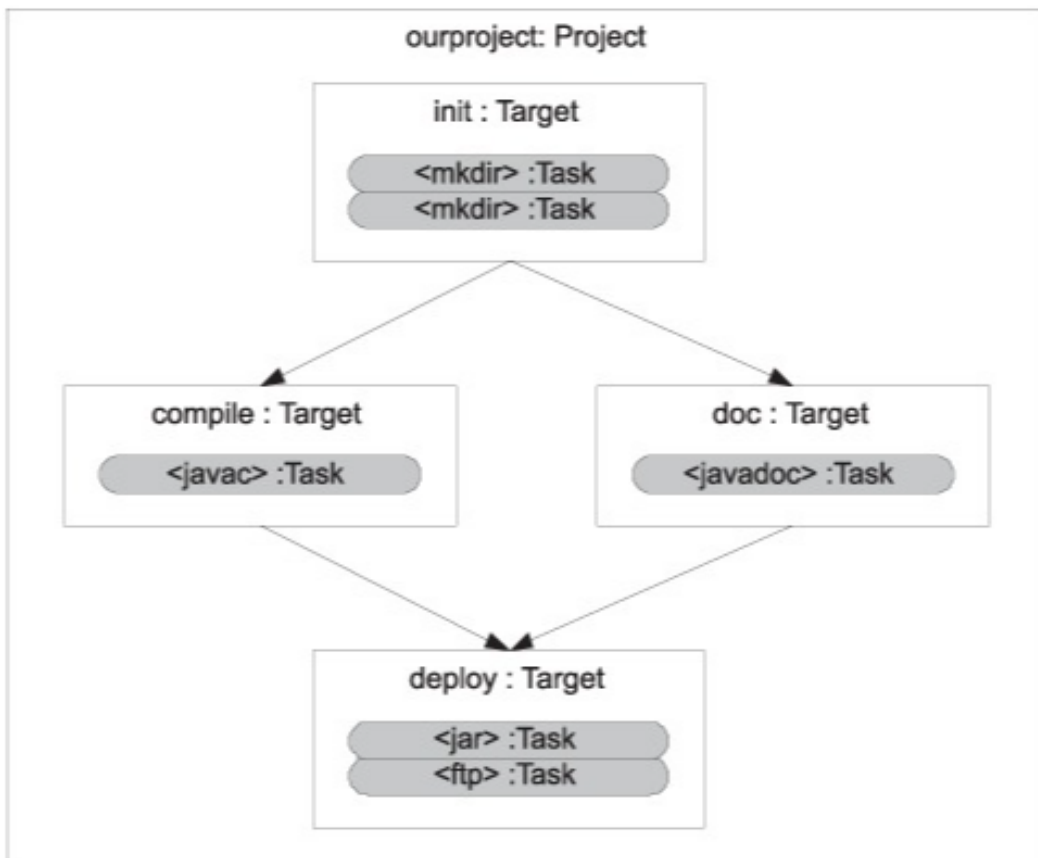 ourproject: Project
init : Target
<mkdir> :Task
<mkdir> :Task
compile : Target
<javac> :Task
doc : Target
<javadoc> :Task
deploy : Target
<jar> :Task
<ftp> :Task